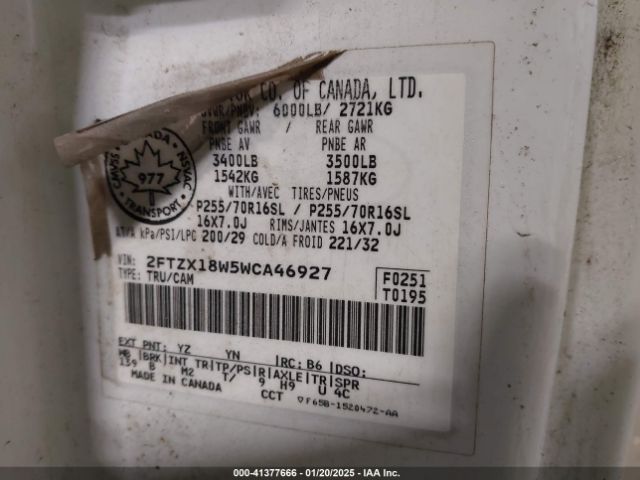 CO. OF CANADA, LTD.
6000LB/ 2721KG
FRONT GAWR / REAR GAWR
PNBE AV PNBE AR
3400LB 3500LB
1542KG 1587KG
WITH/AVEC TIRES/PNEUS
P255/70R16SL / P255/70R16SL
16X7.0J RIMS/JANTES 16X7.0J
AT/A kPa/PSI/LPC 200/29 COLD/A FROID 221/32
CANADA
CMVSS NSVAC
977
TRANSPORT
VIN: 2FTZX18W5WCA46927
TYPE: TRU/CAM
F0251
T0195
EXT PNT: YZ YN |RC: B6 |DSO:
WB |BRK|INT TR|TP/PS|R|AXLE|TR|SPR
139 B M2 T/ 9 H9 U 4C
MADE IN CANADA CCT F65B-1520472-AA
000-41377666 - 01/20/2025 - IAA Inc.